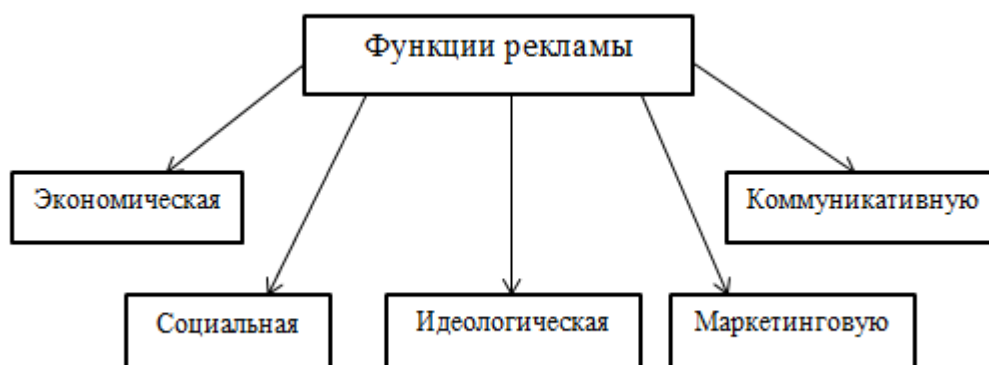 Функции рекламы
Экономическая
Коммуникативную
Социальная
Идеологическая
Маркетинговую